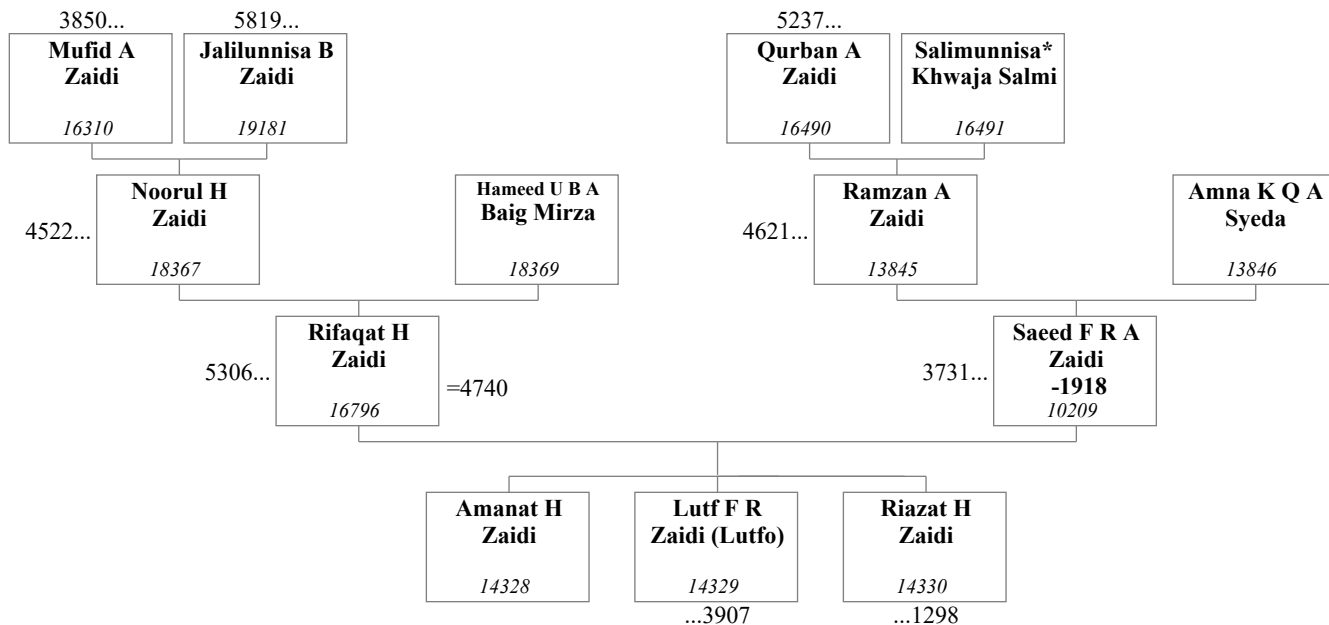 3850...
5819...
5237...
Mufid A
Zaidi
16310
Jalilunnisa B
Zaidi
19181
Qurban A
Zaidi
16490
Salimunnisa*
Khwaja Salmi
16491
4522...
Noorul H
Zaidi
18367
Hameed U B A
Baig Mirza
18369
4621...
Ramzan A
Zaidi
13845
Amna K Q A
Syeda
13846
5306...
Rifaqat H
Zaidi
16796
=4740
3731...
Saeed F R A
Zaidi
-1918
10209
Amanat H
Zaidi
14328
Lutf F R
Zaidi (Lutfo)
14329
...3907
Riazat H
Zaidi
14330
...1298